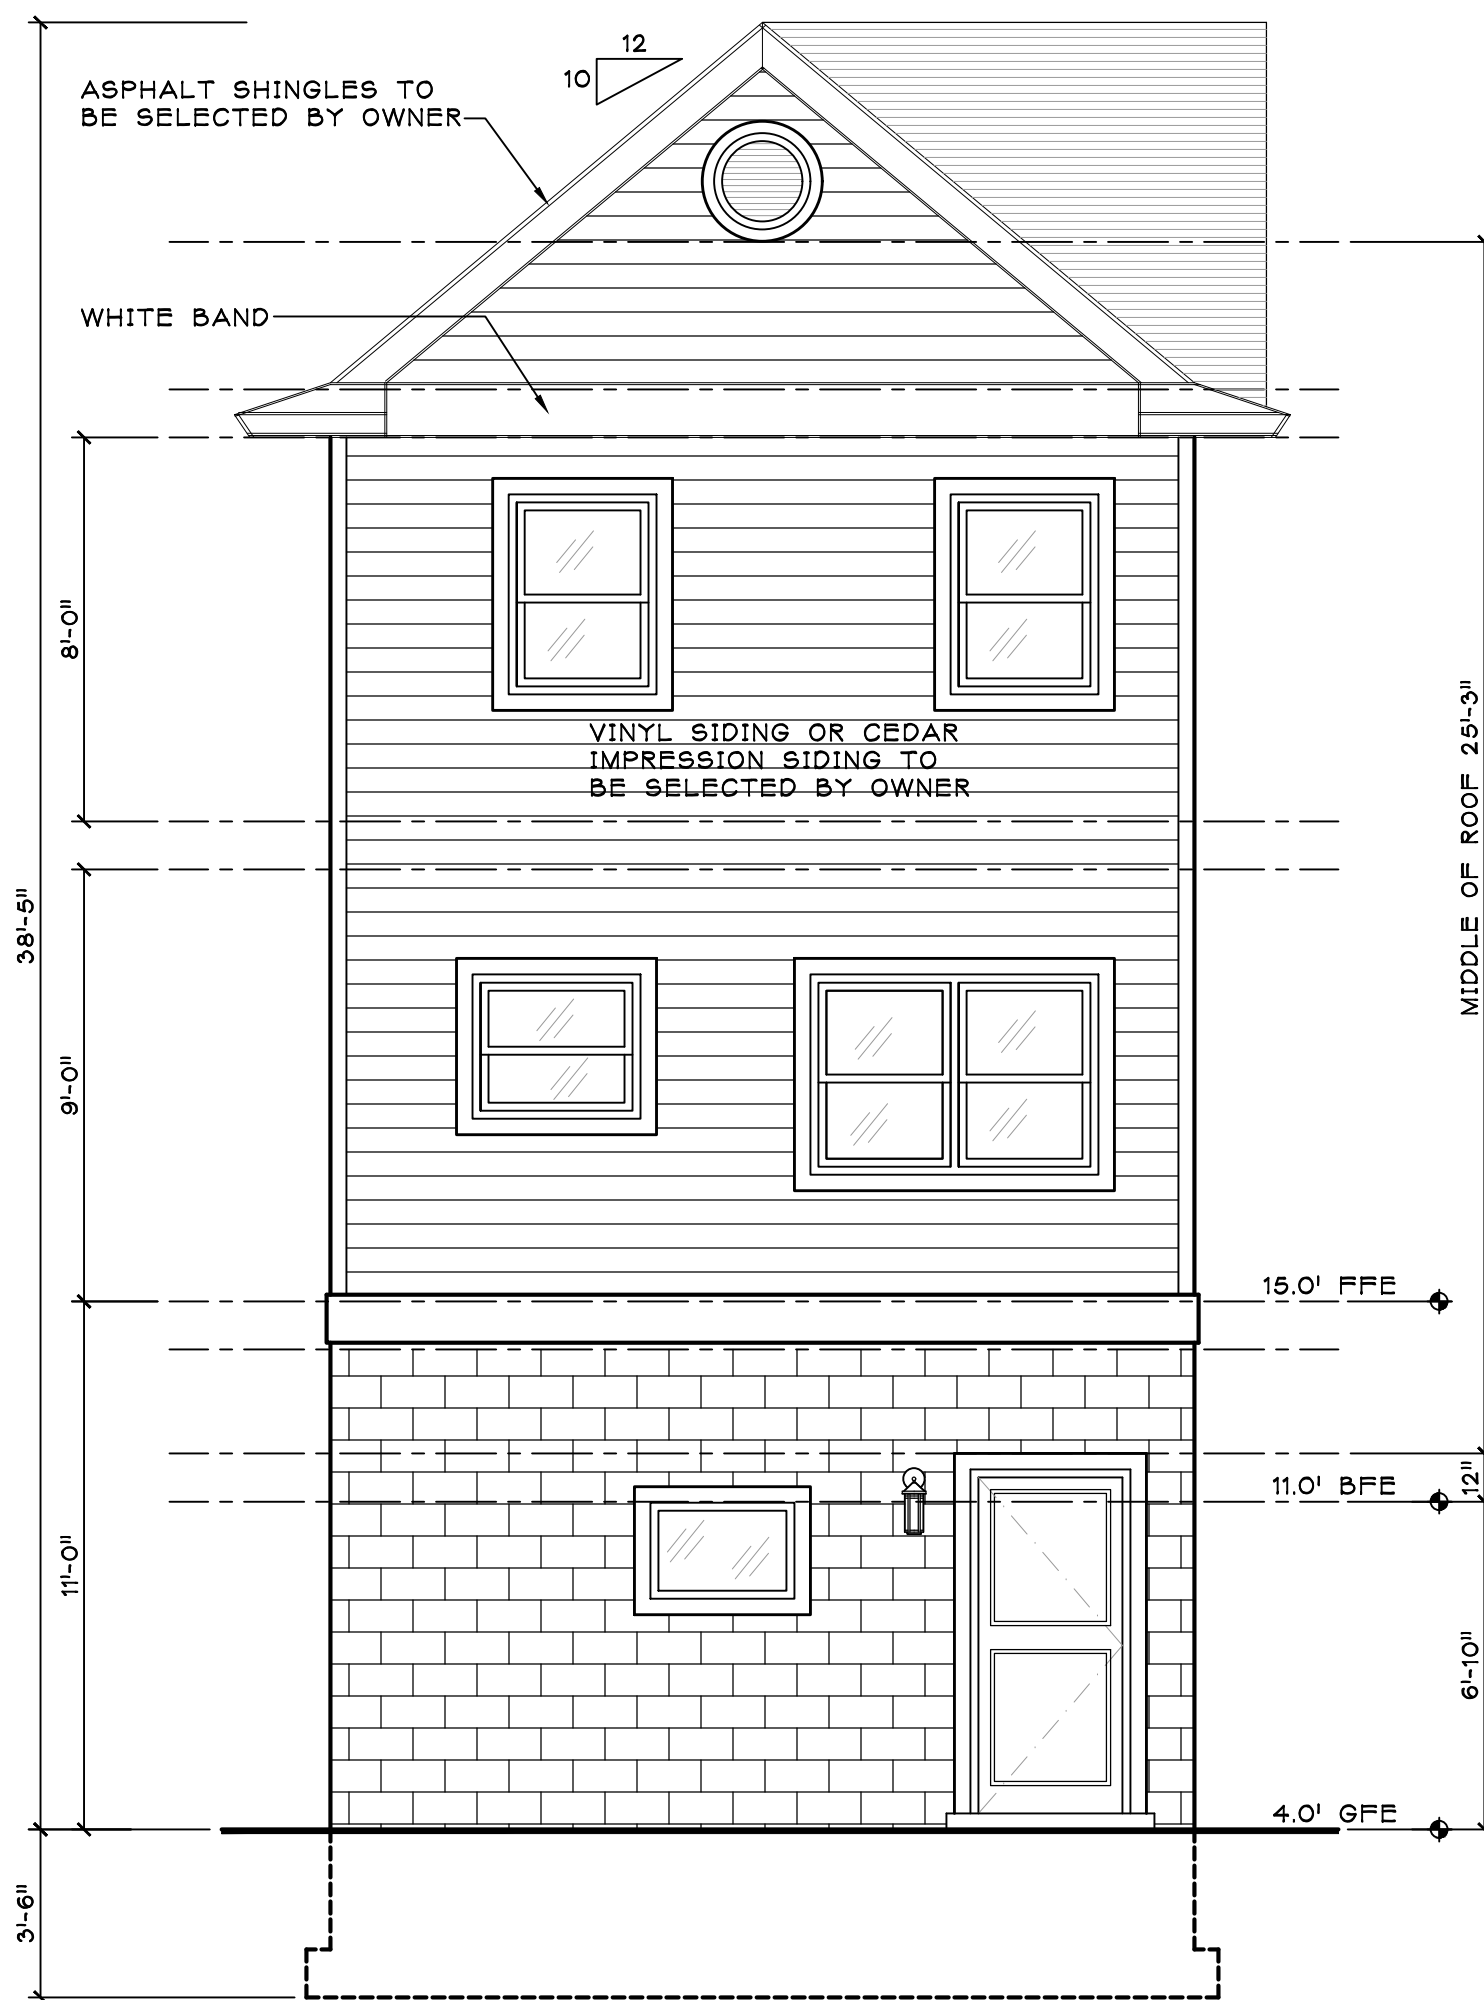 12
10
ASPHALT SHINGLES TO
BE SELECTED BY OWNER
WHITE BAND
8'-0"
VINYL SIDING OR CEDAR
IMPRESSION SIDING TO
BE SELECTED BY OWNER
MIDDLE OF ROOF 25'-3"
38'-5"
9'-0"
15.0' FFE
12"
11.0' BFE
11'-0"
6'-10"
4.0' GFE
3'-6"